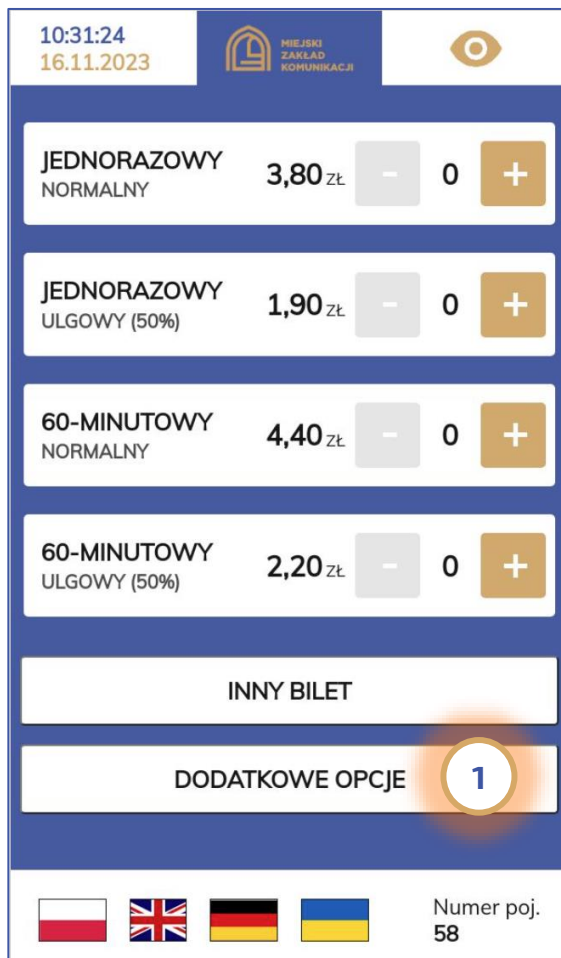 10:31:24
16.11.2023
MIEJSKI
ZAKŁAD
KOMUNIKACJI
JEDNORAZOWY
NORMALNY
3,80 ZŁ - 0 +
JEDNORAZOWY
ULGOWY (50%)
1,90 ZŁ - 0 +
60-MINUTOWY
NORMALNY
4,40 ZŁ - 0 +
60-MINUTOWY
ULGOWY (50%)
2,20 ZŁ - 0 +
INNY BILET
DODATKOWE OPCJE 1
Numer poj.
58